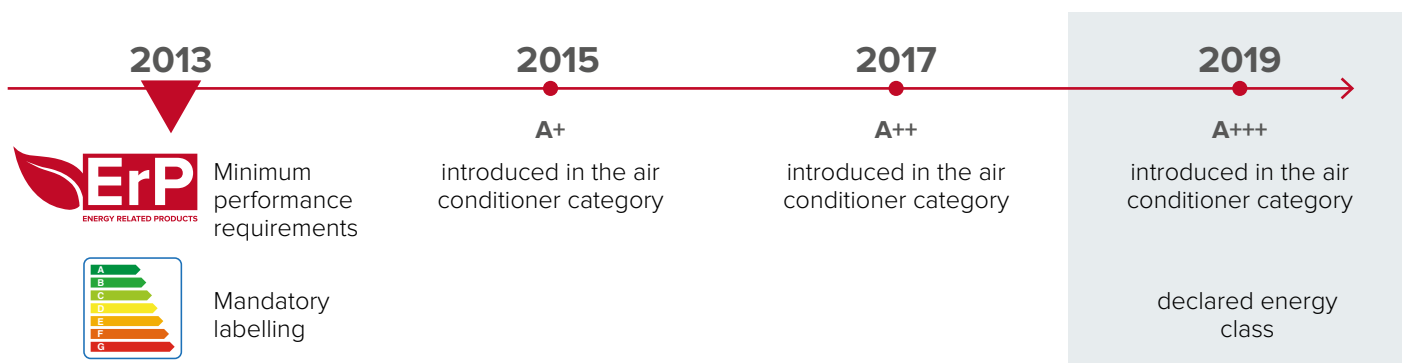 2013
2015
2017
2019
A+
A++
A+++
ErP
ENERGY RELATED PRODUCTS
Minimum
performance
requirements
introduced in the air
conditioner category
introduced in the air
conditioner category
introduced in the air
conditioner category
A
B
C
D
E
F
G
Mandatory
labelling
declared energy
class